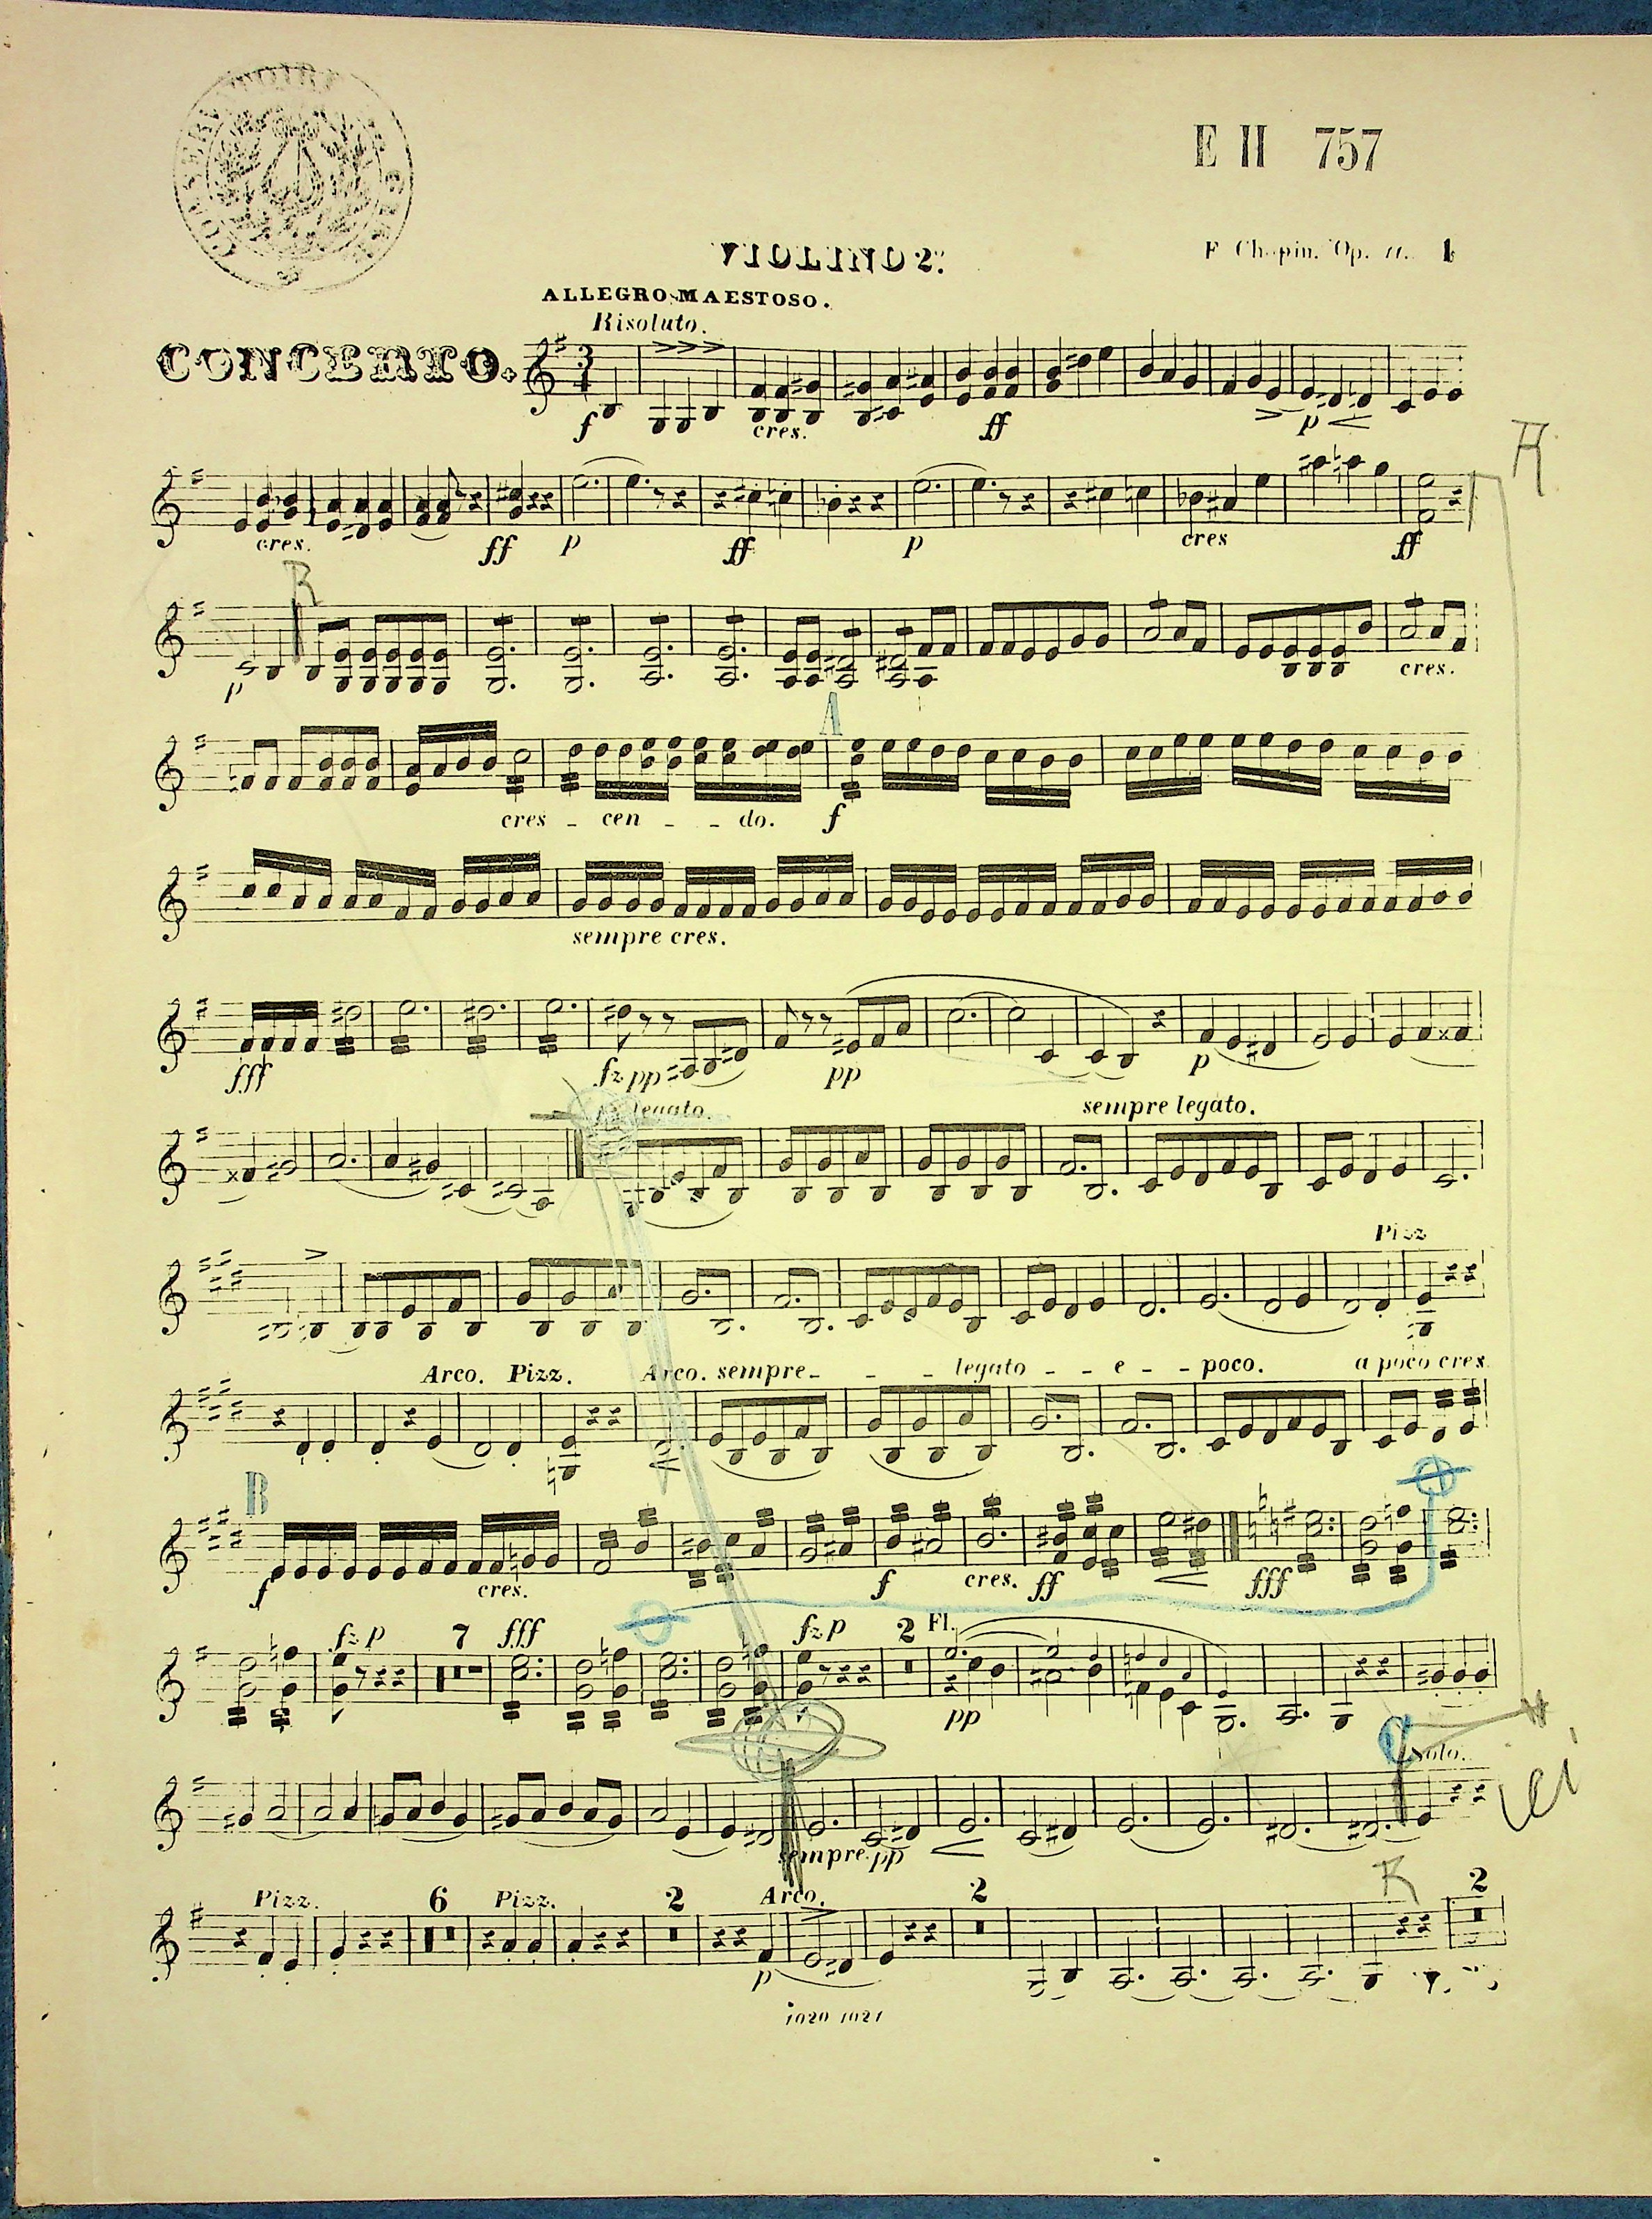 E II 757
VIOLINO 2º.
F Chopin. Op. 11. 1
ALLEGRO MAESTOSO.
Risoluto.
CONCERTO.
f cres. ff p
cres. ff p ff p cres ff
R
p cres.
A
cres - cen - - do. f
sempre cres.
fff fz pp pp p
legato. sempre legato.
Pizz
Arco. Pizz. Arco. sempre - - - legato - - e - - poco. a poco cres
B
f cres. f cres. ff fff
fz p 7 fff fz p 2 Fl.
pp
Solo.
sempre pp
R
Pizz. 6 Pizz. 2 Arco. 2 2
p
1020 1021